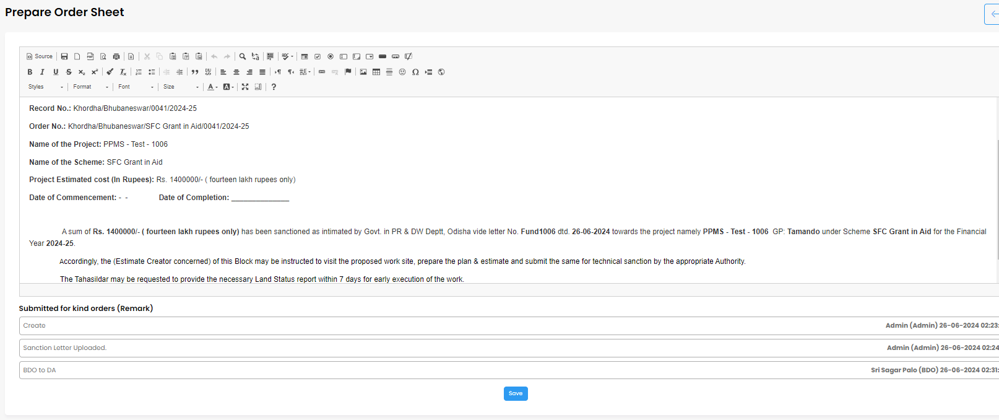 Prepare Order Sheet
Source
Styles Format Font Size
Record No.: Khordha/Bhubaneswar/0041/2024-25
Order No.: Khordha/Bhubaneswar/SFC Grant in Aid/0041/2024-25
Name of the Project: PPMS - Test - 1006
Name of the Scheme: SFC Grant in Aid
Project Estimated cost (In Rupees): Rs. 1400000/- ( fourteen lakh rupees only)
Date of Commencement: - - Date of Completion: ______________
A sum of Rs. 1400000/- ( fourteen lakh rupees only) has been sanctioned as intimated by Govt. in PR & DW Deptt, Odisha vide letter No. Fund1006 dtd. 26-06-2024 towards the project namely PPMS - Test - 1006 GP: Tamando under Scheme SFC Grant in Aid for the Financial
Year 2024-25.
Accordingly, the (Estimate Creator concerned) of this Block may be instructed to visit the proposed work site, prepare the plan & estimate and submit the same for technical sanction by the appropriate Authority.
The Tahasildar may be requested to provide the necessary Land Status report within 7 days for early execution of the work.
Submitted for kind orders (Remark)
Create Admin (Admin) 26-06-2024 02:23:
Sanction Letter Uploaded. Admin (Admin) 26-06-2024 02:24
BDO to DA Sri Sagar Palo (BDO) 26-06-2024 02:31:
Save